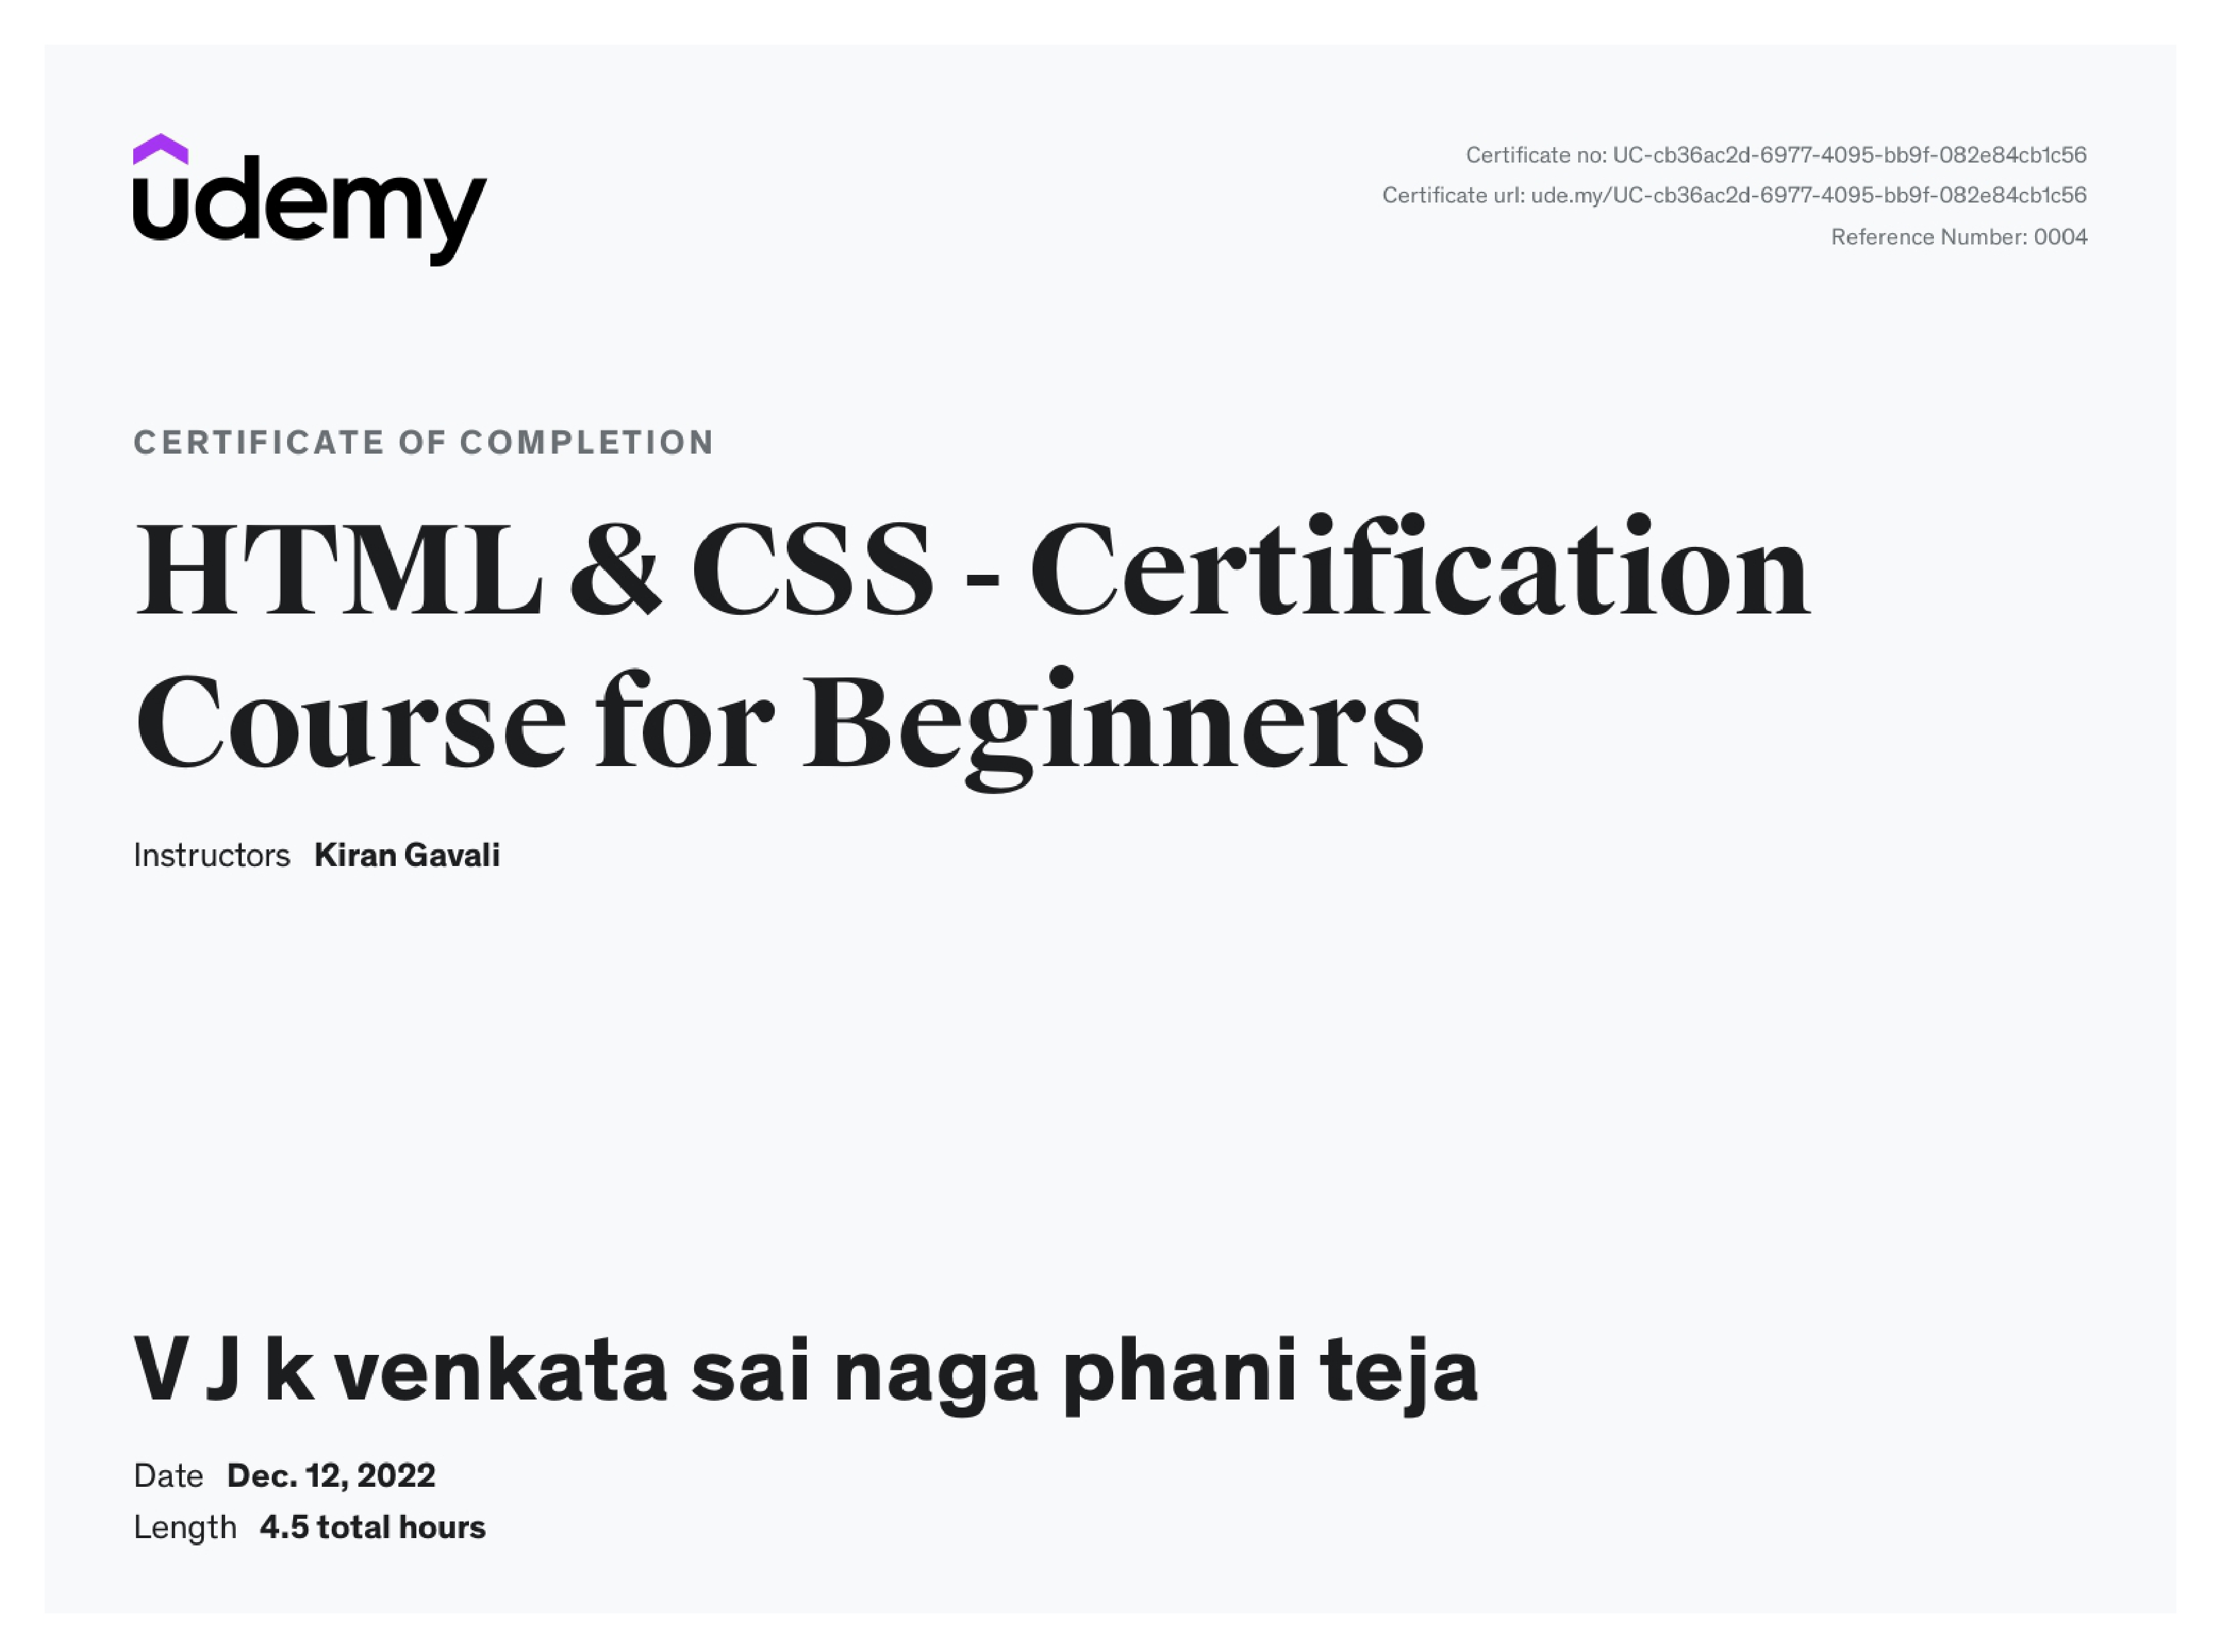 udemy
Certificate no: UC-cb36ac2d-6977-4095-bb9f-082e84cb1c56
Certificate url: ude.my/UC-cb36ac2d-6977-4095-bb9f-082e84cb1c56
Reference Number: 0004
CERTIFICATE OF COMPLETION
HTML & CSS - Certification
Course for Beginners
Instructors Kiran Gavali
V J k venkata sai naga phani teja
Date Dec. 12, 2022
Length 4.5 total hours